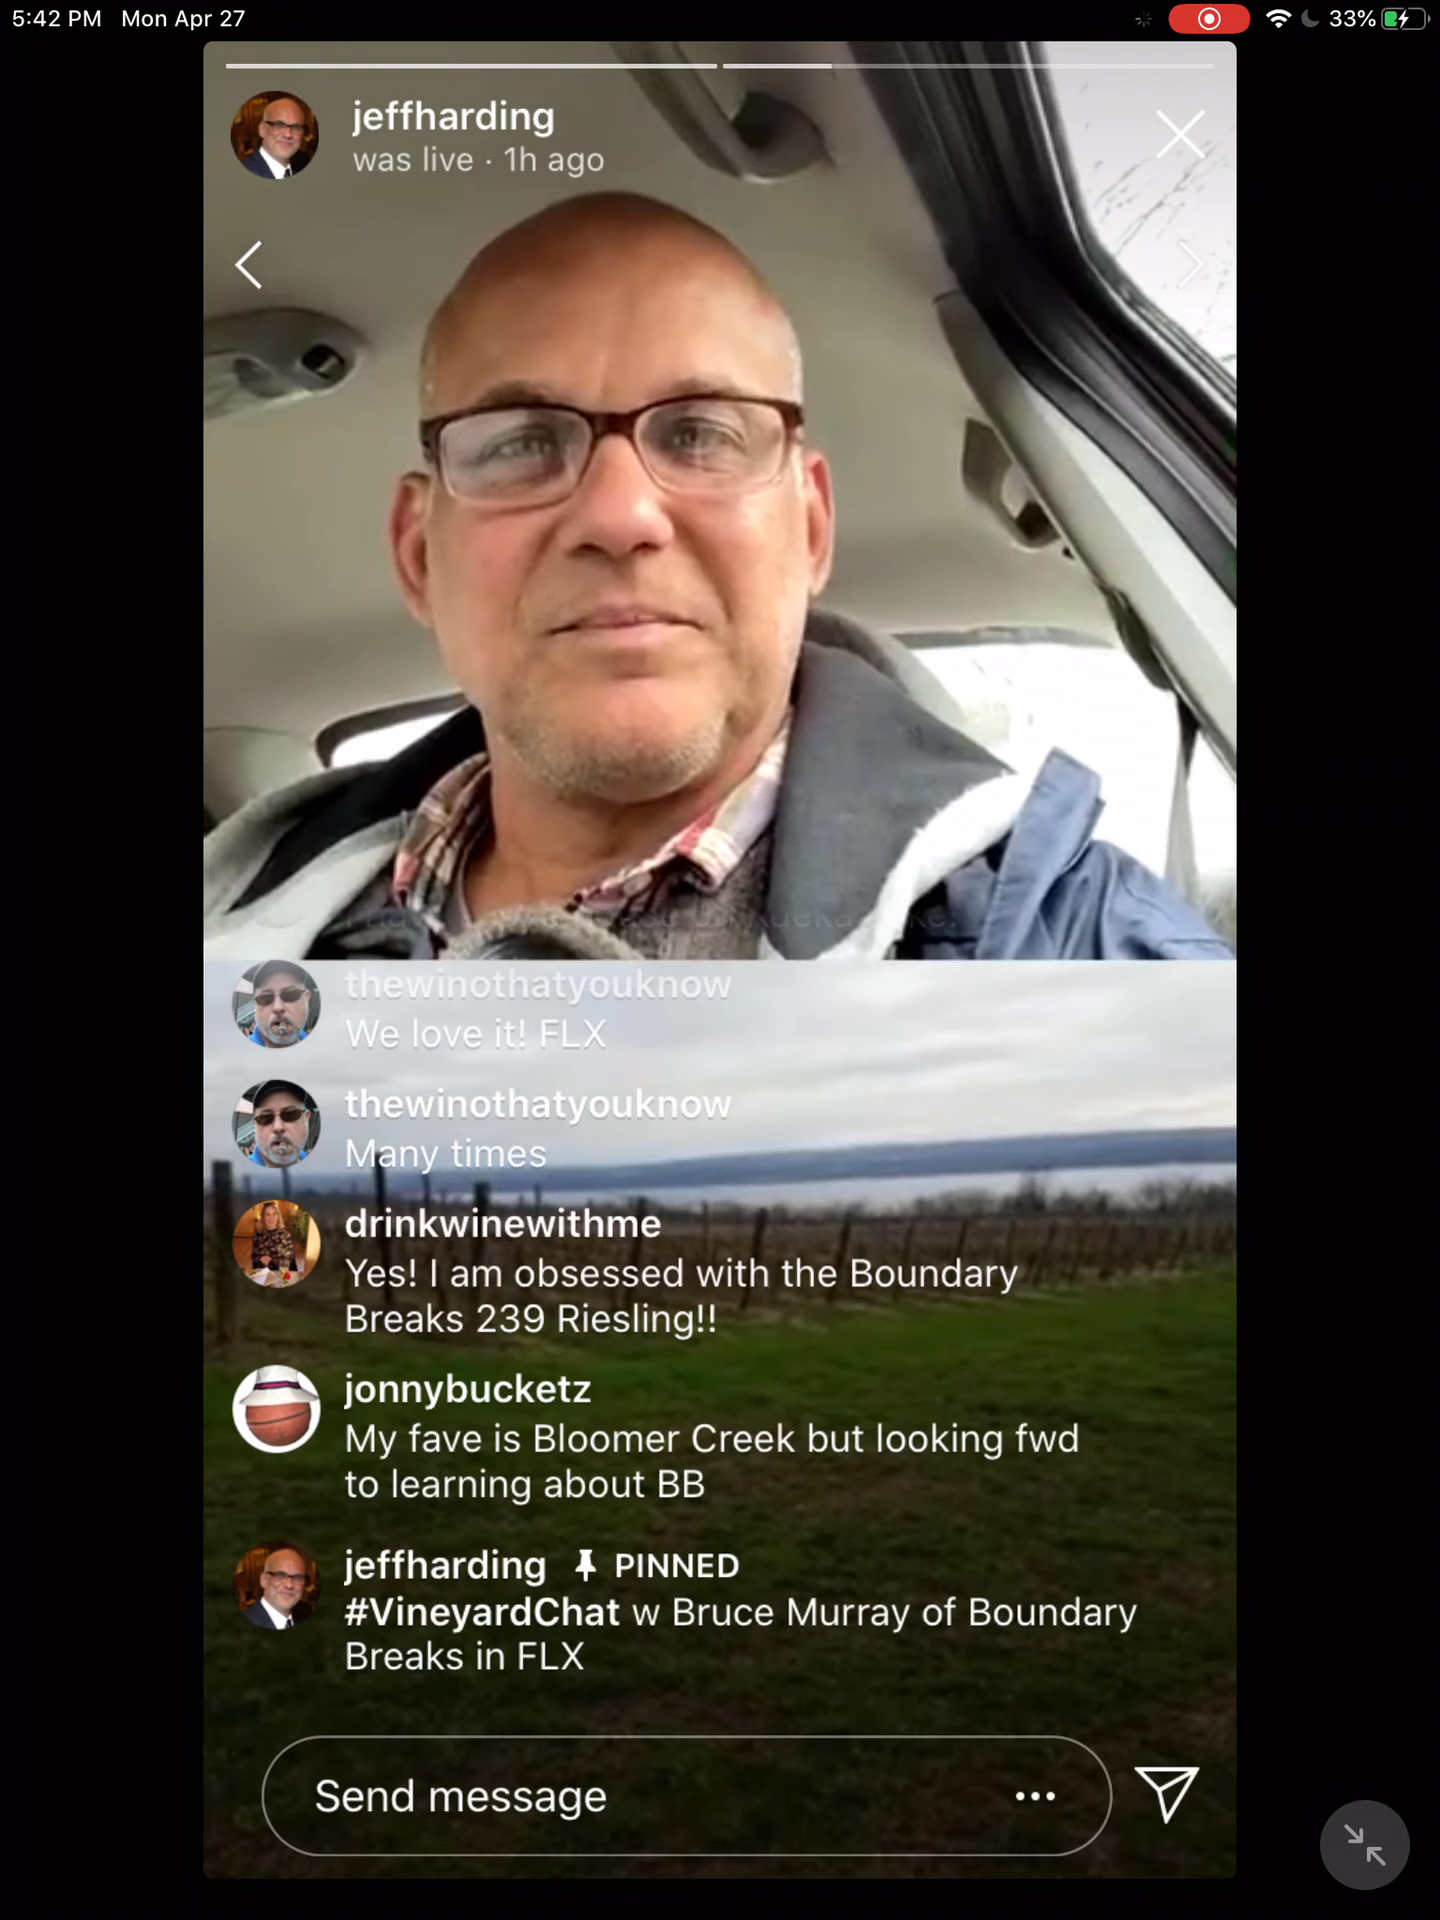 5:42 PM Mon Apr 27
33%
jeffharding
was live · 1h ago
thewinothatyouknow
We love it! FLX
thewinothatyouknow
Many times
drinkwinewithme
Yes! I am obsessed with the Boundary
Breaks 239 Riesling!!
jonnybucketz
My fave is Bloomer Creek but looking fwd
to learning about BB
jeffharding PINNED
#VineyardChat w Bruce Murray of Boundary
Breaks in FLX
Send message